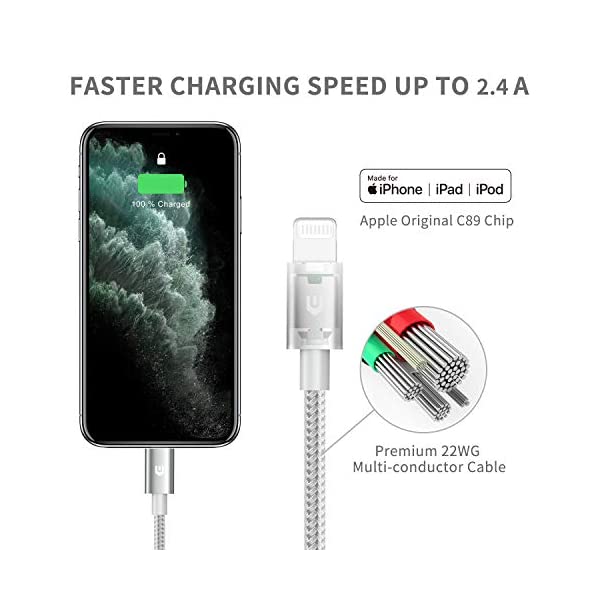 FASTER CHARGING SPEED UP TO 2.4 A
100 % Charged
Made for
iPhone | iPad | iPod
Apple Original C89 Chip
Premium 22WG
Multi-conductor Cable